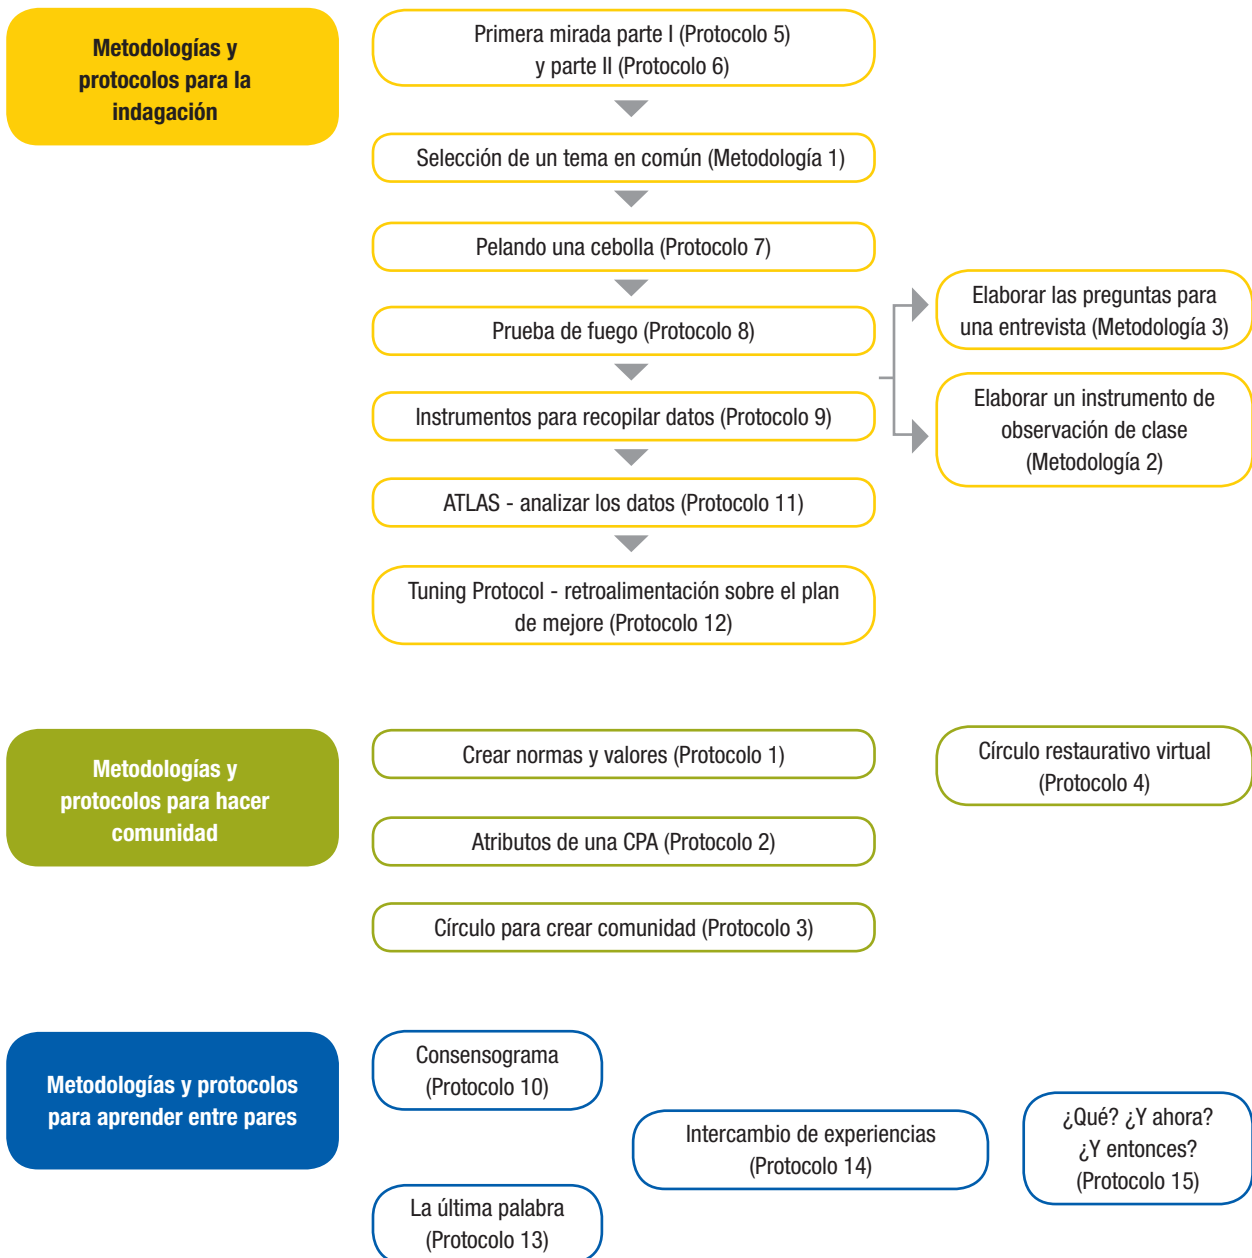 Metodologías y
protocolos para la
indagación
Primera mirada parte I (Protocolo 5)
y parte II (Protocolo 6)
Selección de un tema en común (Metodología 1)
Pelando una cebolla (Protocolo 7)
Prueba de fuego (Protocolo 8)
Instrumentos para recopilar datos (Protocolo 9)
Elaborar las preguntas para
una entrevista (Metodología 3)
Elaborar un instrumento de
observación de clase
(Metodología 2)
ATLAS - analizar los datos (Protocolo 11)
Tuning Protocol - retroalimentación sobre el plan
de mejore (Protocolo 12)
Metodologías y
protocolos para hacer
comunidad
Crear normas y valores (Protocolo 1)
Atributos de una CPA (Protocolo 2)
Círculo para crear comunidad (Protocolo 3)
Círculo restaurativo virtual
(Protocolo 4)
Metodologías y protocolos
para aprender entre pares
Consensograma
(Protocolo 10)
La última palabra
(Protocolo 13)
Intercambio de experiencias
(Protocolo 14)
¿Qué? ¿Y ahora?
¿Y entonces?
(Protocolo 15)